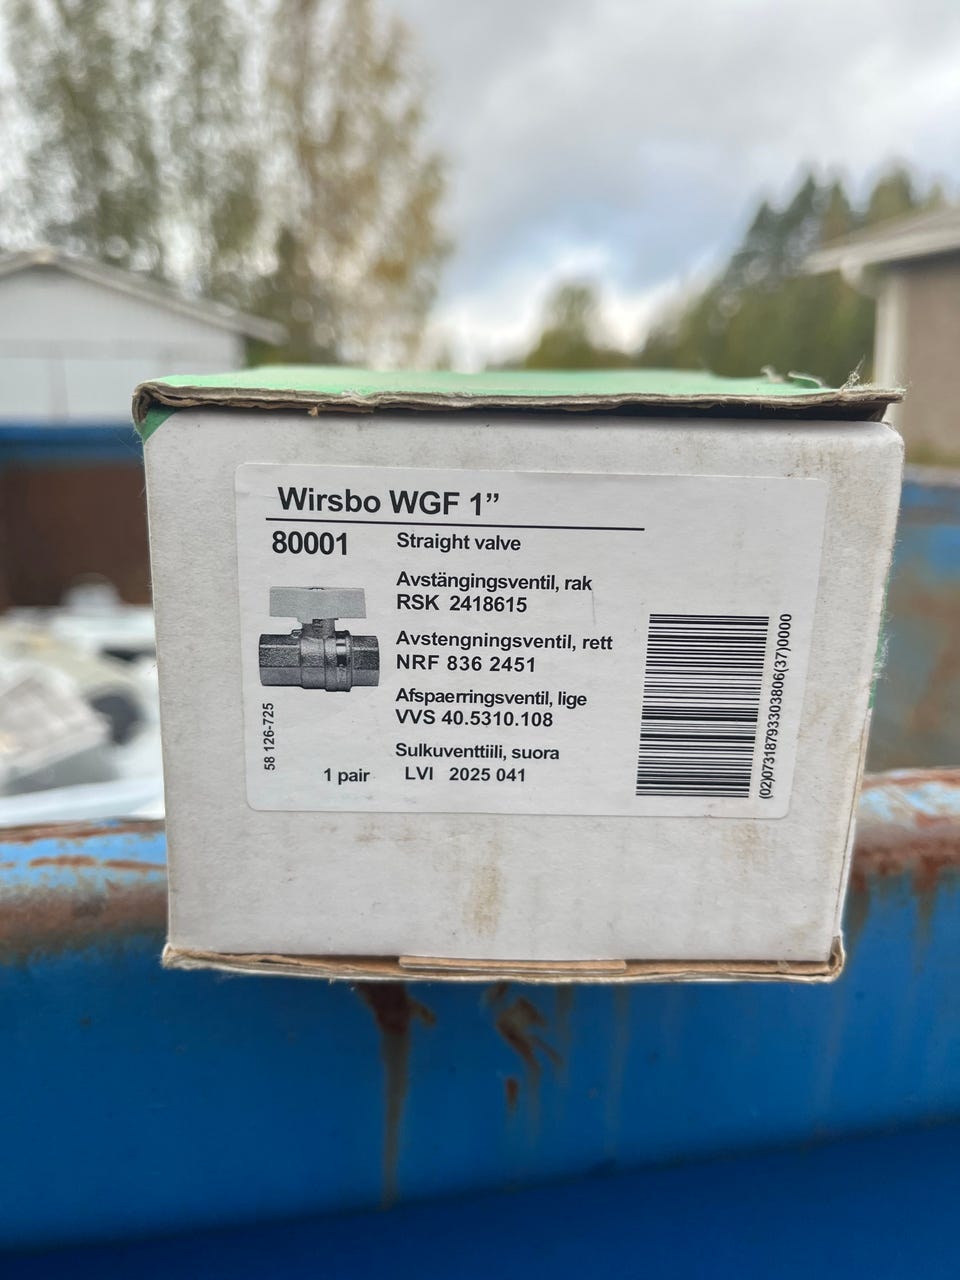 Wirsbo WGF 1”
80001
Straight valve
Avstängingsventil, rak
RSK 2418615
Avstengningsventil, rett
NRF 836 2451
Afspaerringsventil, lige
VVS 40.5310.108
Sulkuventtiili, suora
LVI 2025 041
1 pair
58 126-725
(02)07318793303806(37)0000